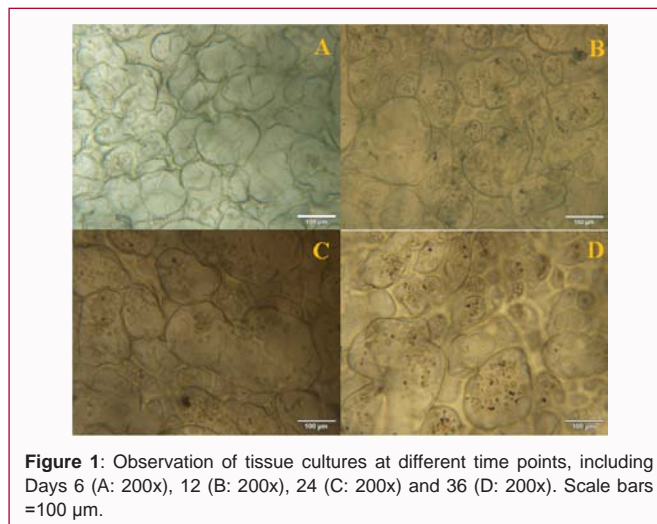 A
B
100 µm
100 µm
C
D
100 µm
100 µm
Figure 1: Observation of tissue cultures at different time points, including
Days 6 (A: 200x), 12 (B: 200x), 24 (C: 200x) and 36 (D: 200x). Scale bars
=100 µm.